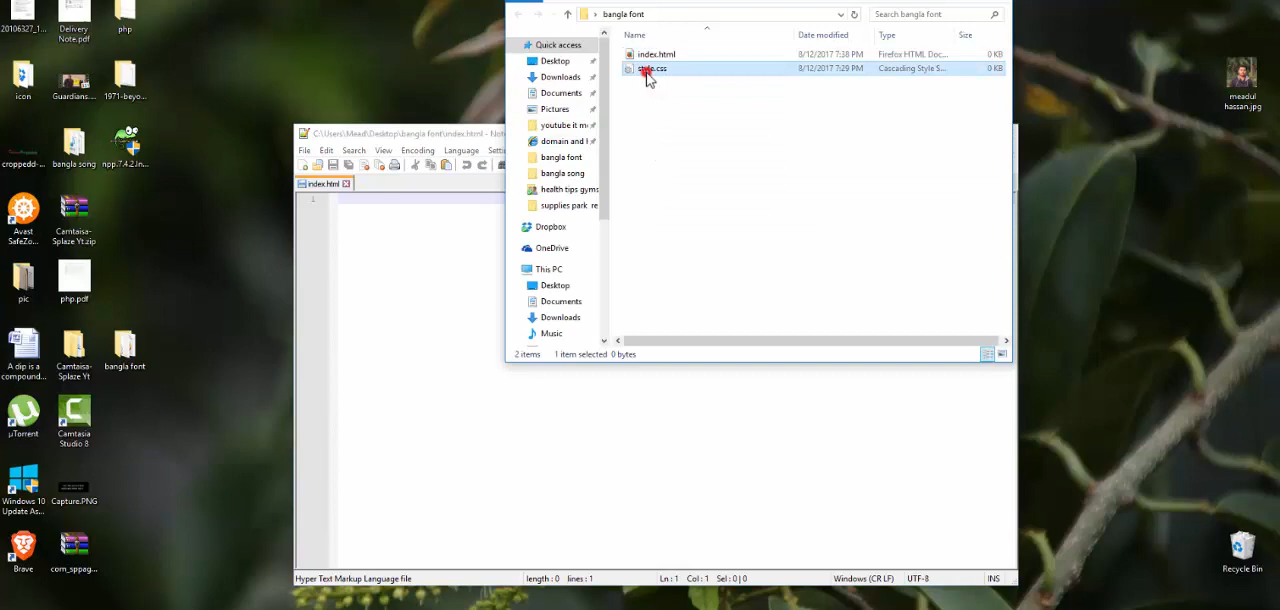 20106327_1...
Delivery Note.pdf
php
icon
Guardians....
1971-beyo...
croppedd-...
bangla song
npp.7.4.2.In...
Avast SafeZo...
Camtaisa-Splaze Yt.zip
pic
php.pdf
A dip is a compound...
Camtaisa-Splaze Yt
bangla font
µTorrent
Camtasia Studio 8
Windows 10 Update As...
Capture.PNG
Brave
com_sppag...
C:\Users\Mead\Desktop\bangla font\index.html - Note
File Edit Search View Encoding Language Setti
index.html
1
Hyper Text Markup Language file length : 0 lines : 1 Ln : 1 Col : 1 Sel : 0 | 0 Windows (CR LF) UTF-8 INS
bangla font
Search bangla font
Name Date modified Type Size
index.html 8/12/2017 7:38 PM Firefox HTML Doc... 0 KB
style.css 8/12/2017 7:29 PM Cascading Style S... 0 KB
Quick access
Desktop
Downloads
Documents
Pictures
youtube it m
domain and
bangla font
bangla song
health tips gyms
supplies park re
Dropbox
OneDrive
This PC
Desktop
Documents
Downloads
Music
2 items 1 item selected 0 bytes
meadul hassan.jpg
Recycle Bin